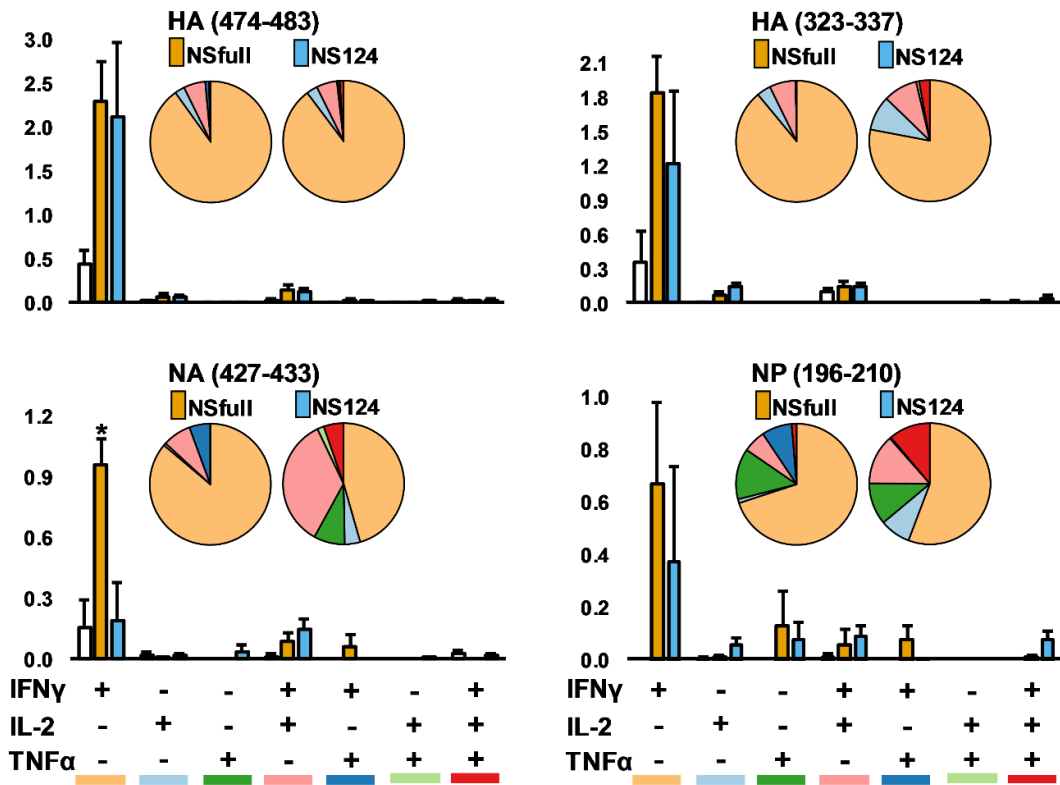 HA (474-483)
NSfull NS124
3.0
2.5
2.0
1.5
1.0
0.5
0.0
HA (323-337)
NSfull NS124
2.1
1.8
1.5
1.2
0.9
0.6
0.3
0.0
NA (427-433)
NSfull NS124
1.2
*
0.9
0.6
0.3
0.0
NP (196-210)
NSfull NS124
1.0
0.8
0.6
0.4
0.2
0.0
IFNγ + - - + + - +
IL-2 - + - + - + +
TNFα - - + - + + +
+ - - + + - +
- + - + - + +
- - + - + + +